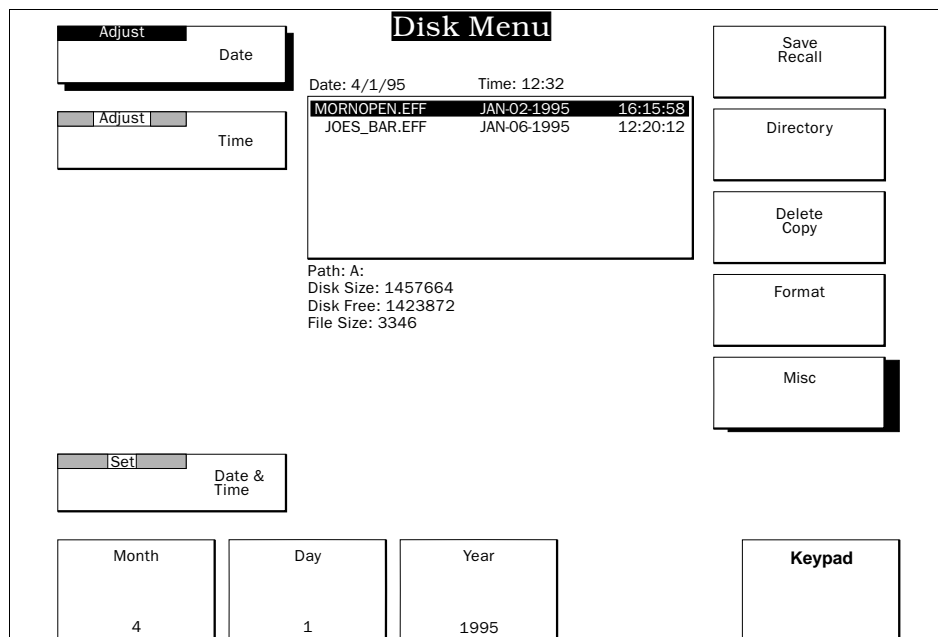 Disk Menu
Adjust
Date
Adjust
Time
Date: 4/1/95 Time: 12:32
MORNOPEN.EFF JAN-02-1995 16:15:58
JOES_BAR.EFF JAN-06-1995 12:20:12
Path: A:
Disk Size: 1457664
Disk Free: 1423872
File Size: 3346
Save
Recall
Directory
Delete
Copy
Format
Misc
Set
Date &
Time
Month
4
Day
1
Year
1995
Keypad